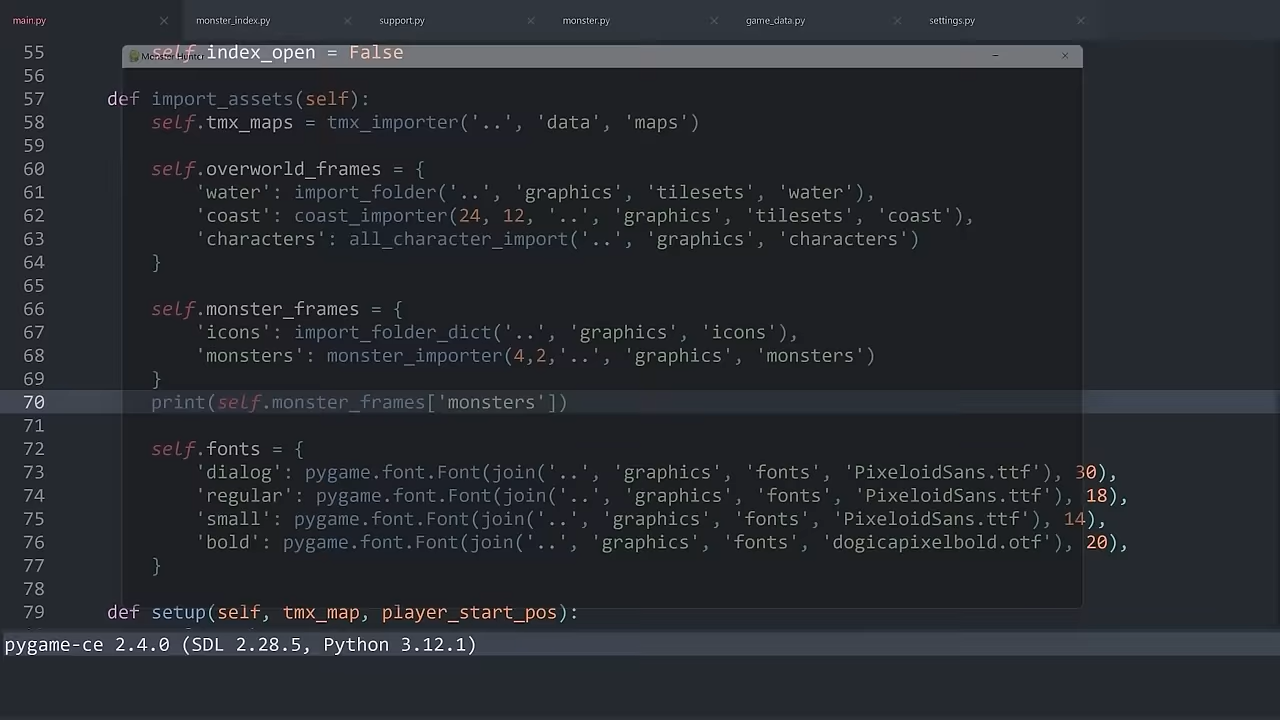 main.py monster_index.py support.py monster.py game_data.py settings.py
55 self.index_open = False
Monster Hunter
56
57 def import_assets(self):
58 self.tmx_maps = tmx_importer('..', 'data', 'maps')
59
60 self.overworld_frames = {
61 'water': import_folder('..', 'graphics', 'tilesets', 'water'),
62 'coast': coast_importer(24, 12, '..', 'graphics', 'tilesets', 'coast'),
63 'characters': all_character_import('..', 'graphics', 'characters')
64 }
65
66 self.monster_frames = {
67 'icons': import_folder_dict('..', 'graphics', 'icons'),
68 'monsters': monster_importer(4,2,'..', 'graphics', 'monsters')
69 }
70 print(self.monster_frames['monsters'])
71
72 self.fonts = {
73 'dialog': pygame.font.Font(join('..', 'graphics', 'fonts', 'PixeloidSans.ttf'), 30),
74 'regular': pygame.font.Font(join('..', 'graphics', 'fonts', 'PixeloidSans.ttf'), 18),
75 'small': pygame.font.Font(join('..', 'graphics', 'fonts', 'PixeloidSans.ttf'), 14),
76 'bold': pygame.font.Font(join('..', 'graphics', 'fonts', 'dogicapixelbold.otf'), 20),
77 }
78
79 def setup(self, tmx_map, player_start_pos):
pygame-ce 2.4.0 (SDL 2.28.5, Python 3.12.1)